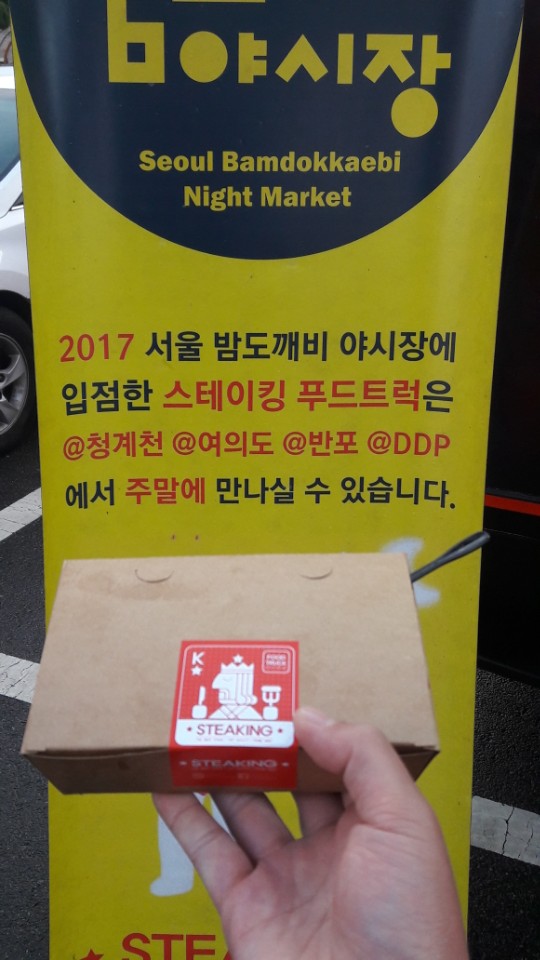 야시장
Seoul Bamdokkaebi
Night Market
2017 서울 밤도깨비 야시장에
입점한 스테이킹 푸드트럭은
@청계천 @여의도 @반포 @DDP
에서 주말에 만나실 수 있습니다.
K
FOOD
TRUCK
STEAKING
STEAKING